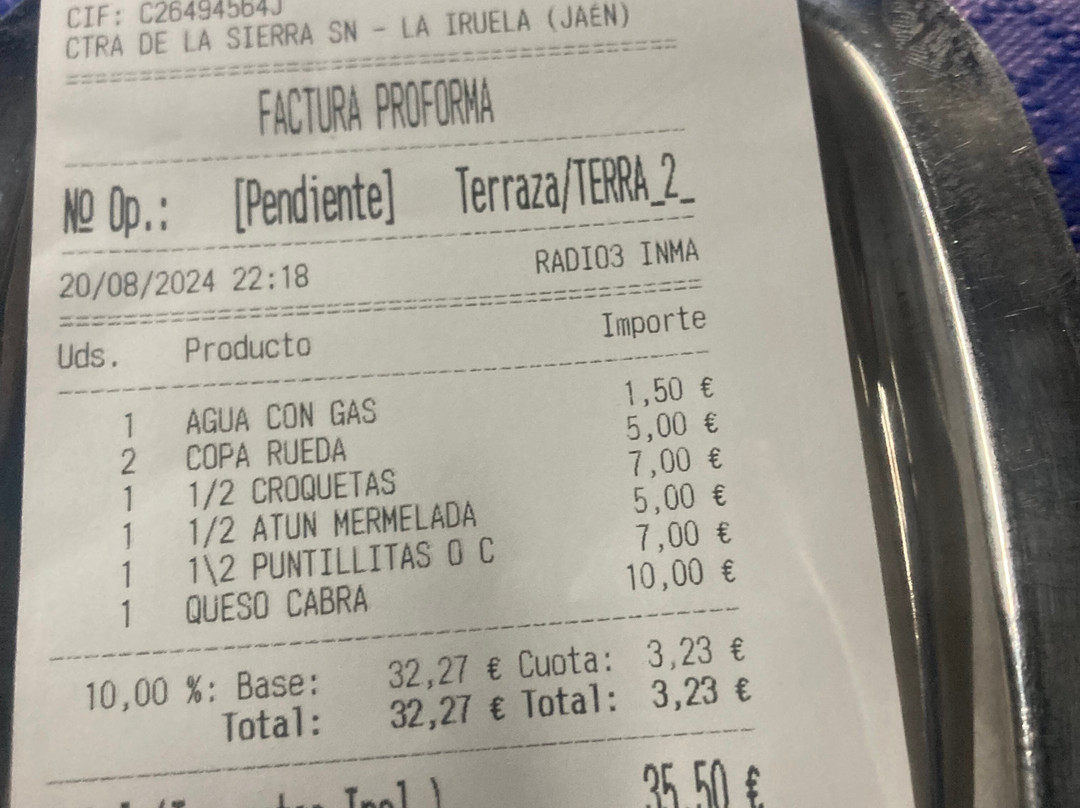 CIF: C26494564J
CTRA DE LA SIERRA SN - LA IRUELA (JAÉN)
FACTURA PROFORMA
Nº Op.: [Pendiente] Terraza/TERRA_2_
20/08/2024 22:18 RADIO3 INMA
Uds. Producto Importe
1 AGUA CON GAS 1,50 €
2 COPA RUEDA 5,00 €
1 1/2 CROQUETAS 7,00 €
1 1/2 ATUN MERMELADA 5,00 €
1 1\2 PUNTILLITAS O C 7,00 €
1 QUESO CABRA 10,00 €
10,00 %: Base: 32,27 € Cuota: 3,23 €
Total: 32,27 € Total: 3,23 €
Incl.) 35,50 €